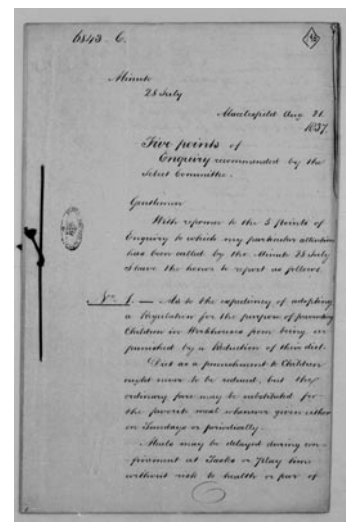 6843. C.
Minute
28 July
Macclesfield Aug. 21.
1837.
Five points of
Enquiry recommended by the
Select Committee.
Gentlemen
With reference to the 5 Points of
Enquiry to which my particular attention
has been called by the Minute 28 July
I have the honor to report as follows.
No. 1. — As to the expediency of adopting
a Regulation for the purpose of preventing
Children in Workhouses from being
punished by a Reduction of their diet.
Diet as a punishment to Children
ought never to be reduced, but the
ordinary fare may be substituted for
the favorite meal whenever given either
on Sundays or periodically.
Meals may be delayed during con-
finement at Tasks or Play time
without risk to health or fear of